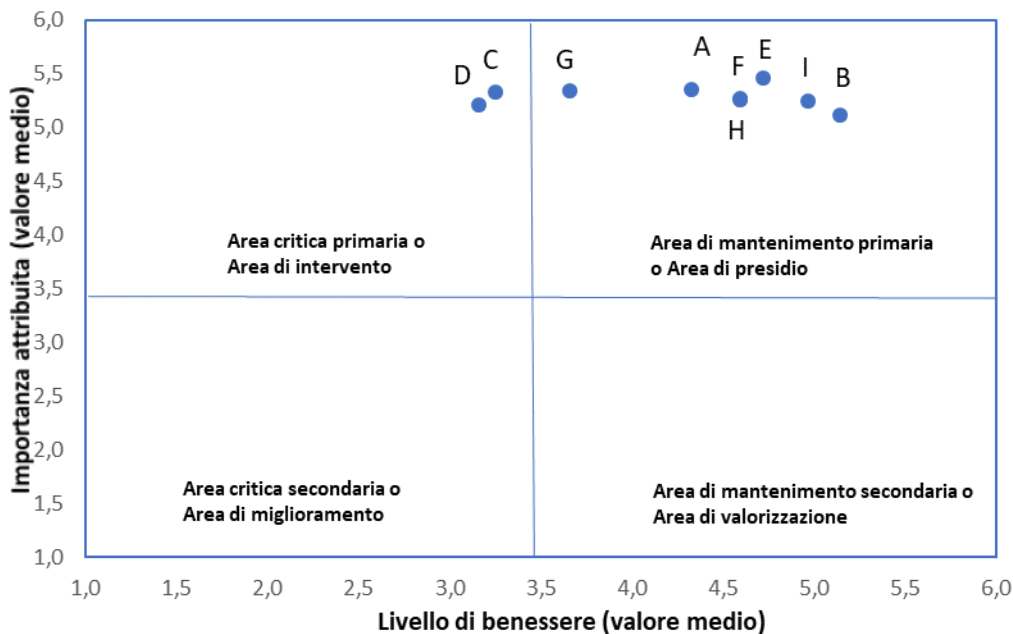 Importanza attribuita (valore medio)
6,0
5,5
5,0
4,5
4,0
3,5
3,0
2,5
2,0
1,5
1,0
D
C
G
A
F
E
I
B
H
Area critica primaria o
Area di intervento
Area di mantenimento primaria
o Area di presidio
Area critica secondaria o
Area di miglioramento
Area di mantenimento secondaria o
Area di valorizzazione
1,0 1,5 2,0 2,5 3,0 3,5 4,0 4,5 5,0 5,5 6,0
Livello di benessere (valore medio)